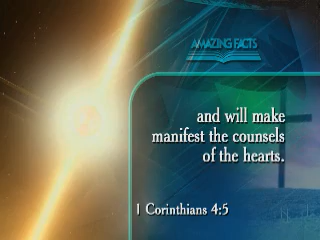 AMAZING FACTS
and will make
manifest the counsels
of the hearts.
1 Corinthians 4:5